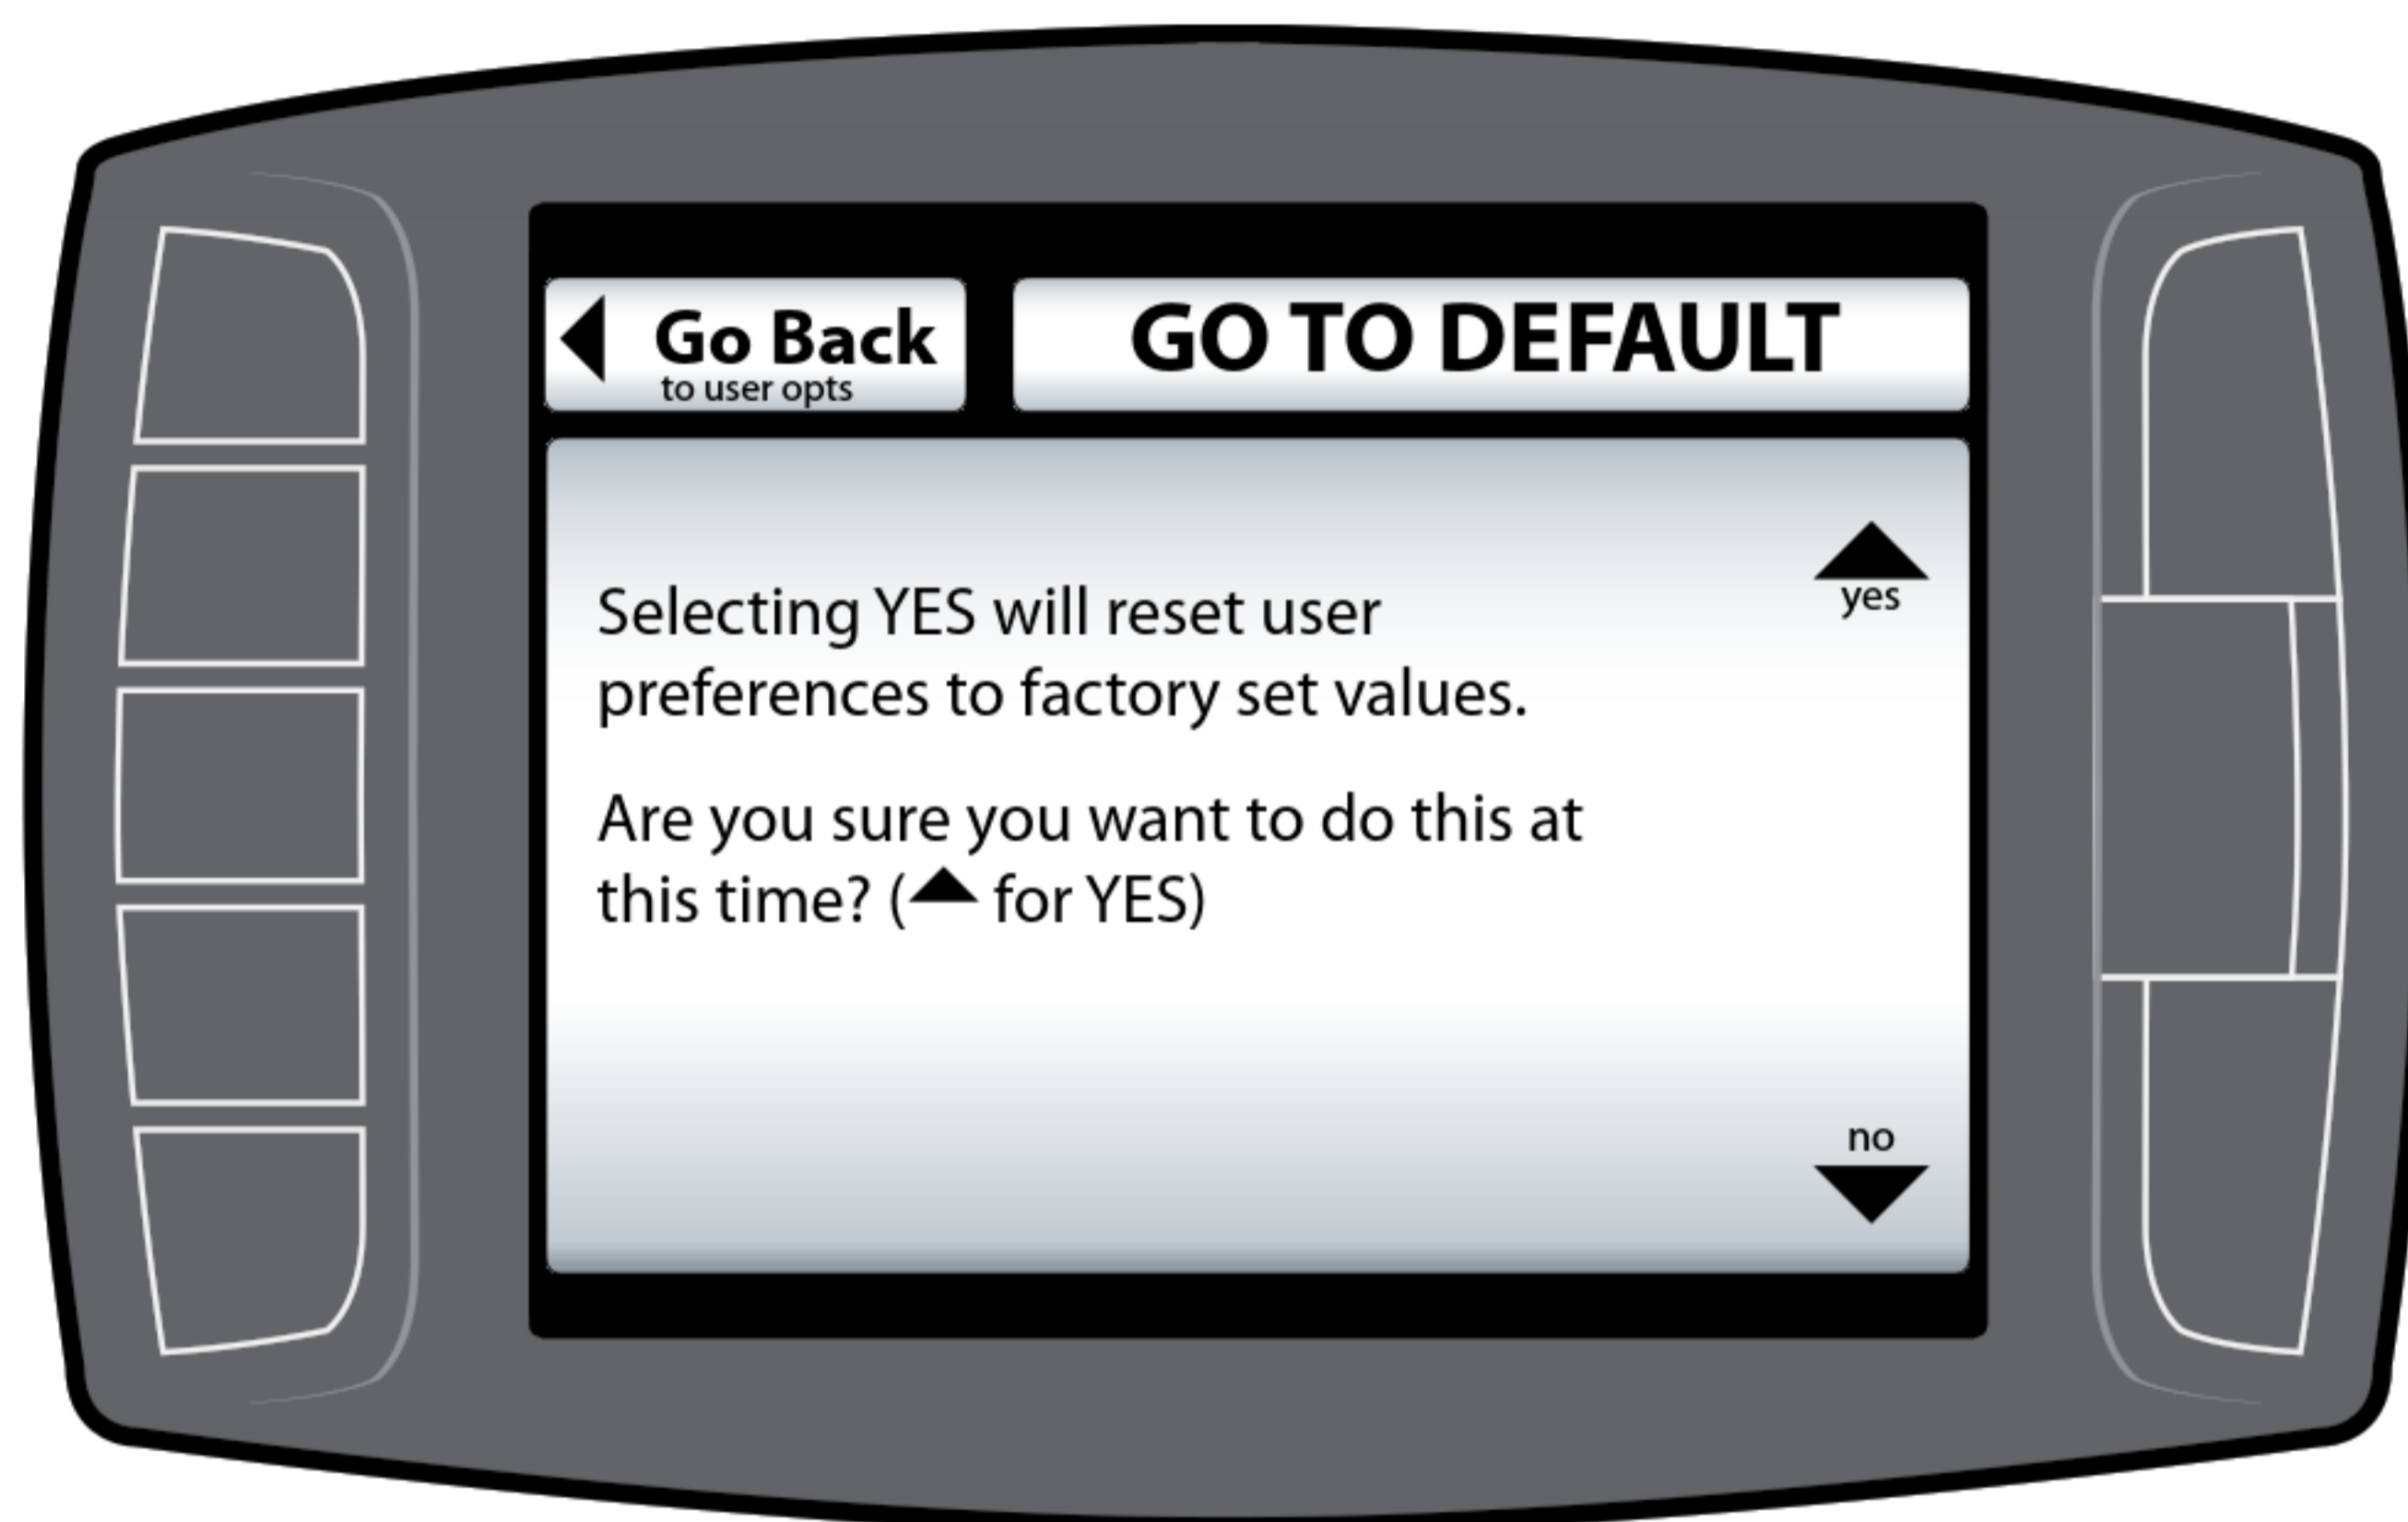 Go Back
to user opts
GO TO DEFAULT
yes
Selecting YES will reset user
preferences to factory set values.
Are you sure you want to do this at
this time? (▲ for YES)
no